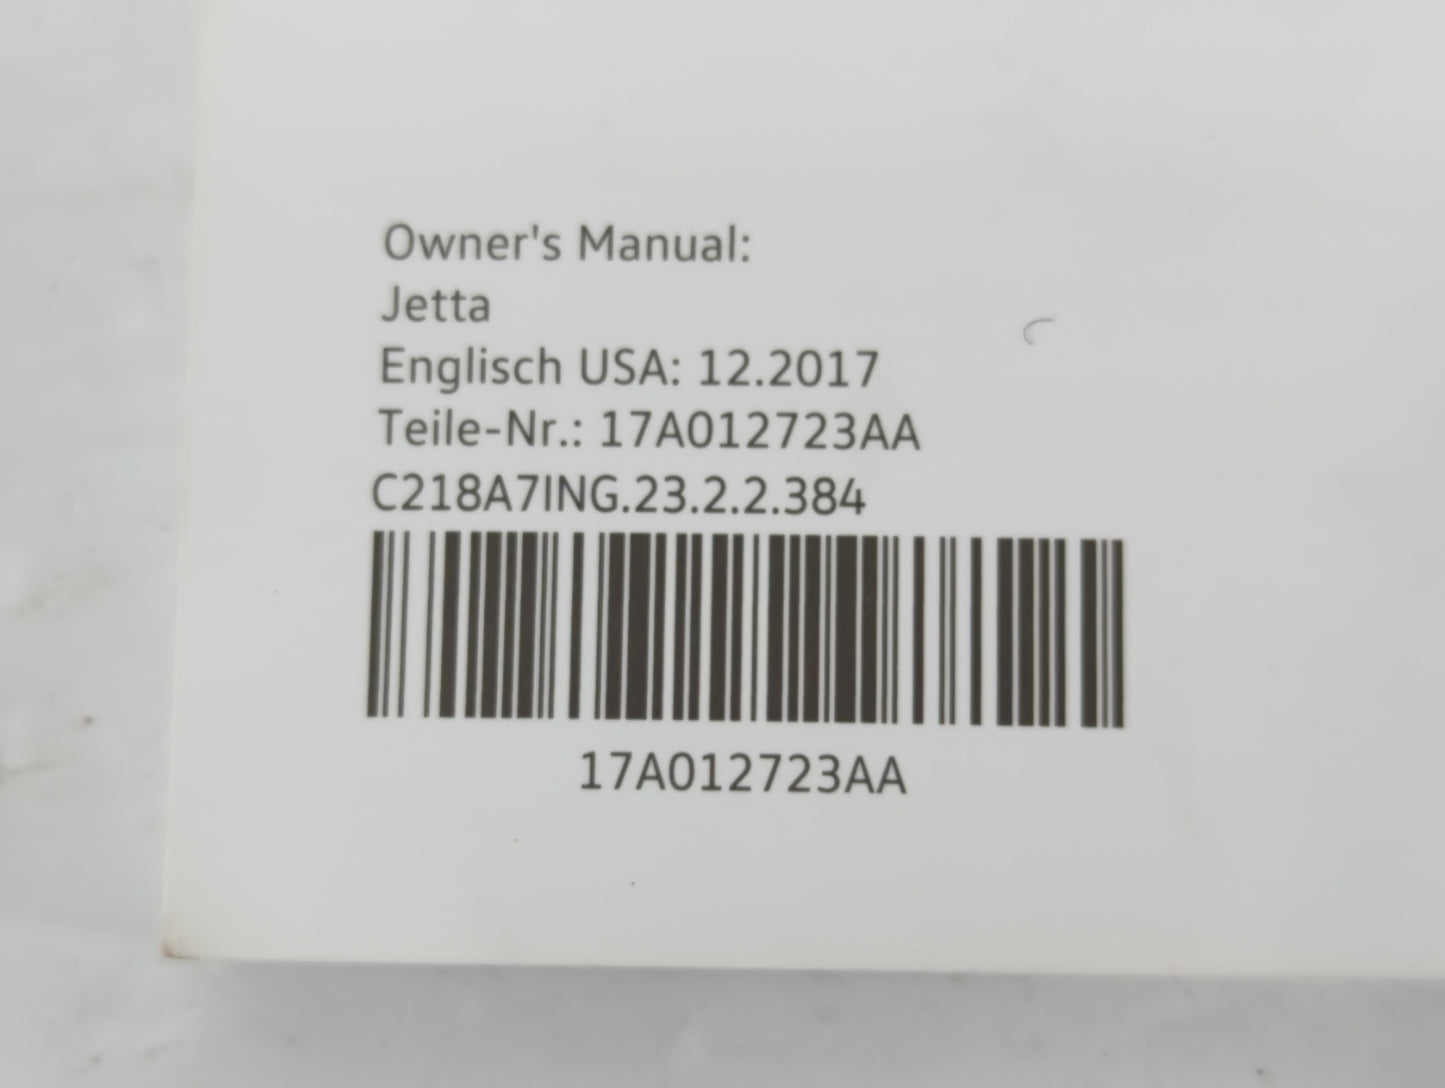 Owner's Manual:
Jetta
Englisch USA: 12.2017
Teile-Nr.: 17A012723AA
C218A7ING.23.2.2.384
17A012723AA